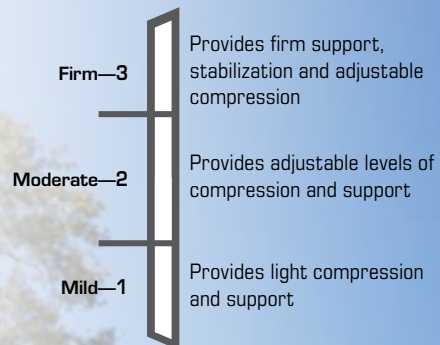 Firm—3
Provides firm support,
stabilization and adjustable
compression
Moderate—2
Provides adjustable levels of
compression and support
Mild—1
Provides light compression
and support